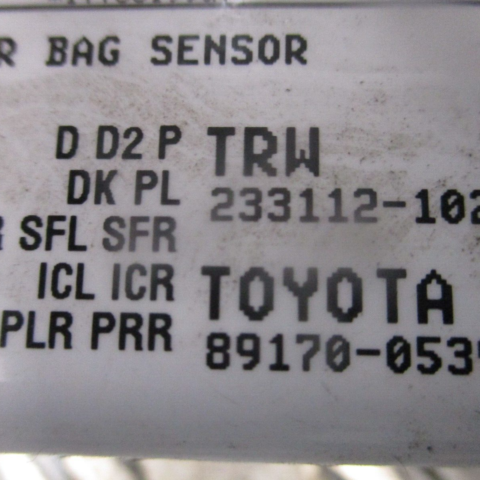 R BAG SENSOR
D D2 P TRW
DK PL 233112-102
R SFL SFR
ICL ICR TOYOTA
PLR PRR 89170-053